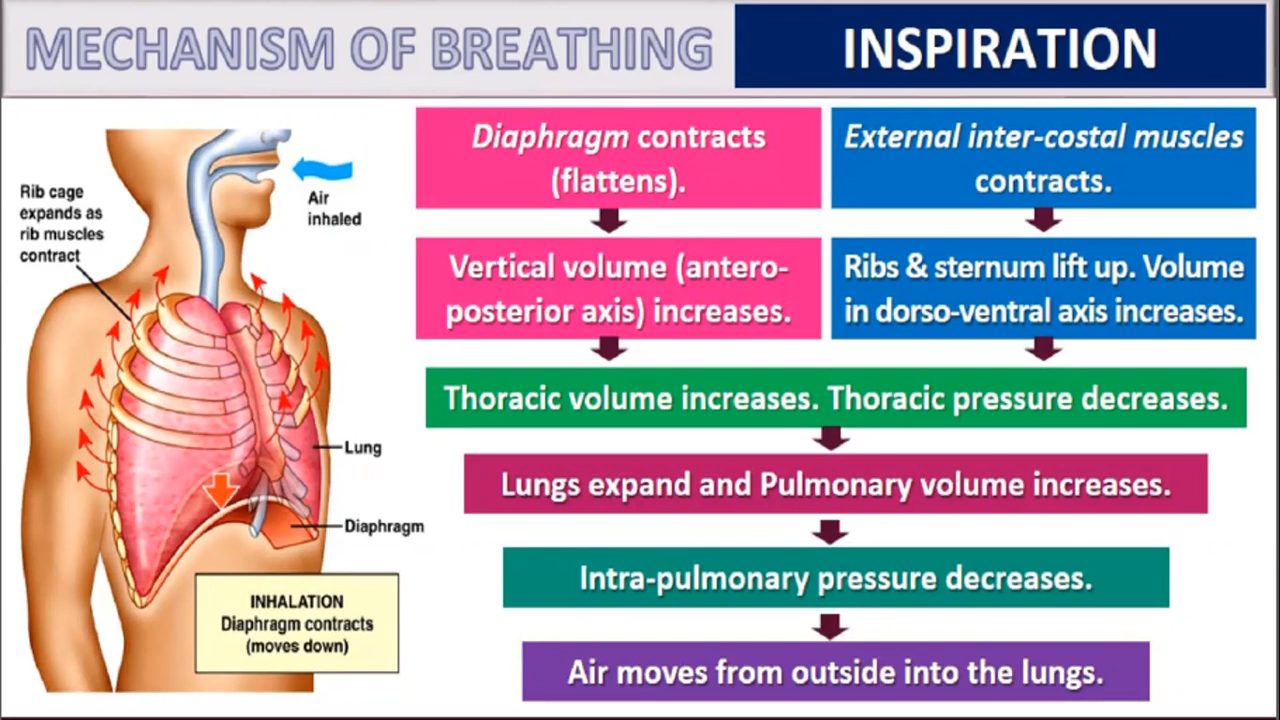 MECHANISM OF BREATHING
INSPIRATION
Rib cage
expands as
rib muscles
contract
Air
inhaled
Lung
Diaphragm
INHALATION
Diaphragm contracts
(moves down)
Diaphragm contracts
(flattens).
External inter-costal muscles
contracts.
Vertical volume (antero-
posterior axis) increases.
Ribs & sternum lift up. Volume
in dorso-ventral axis increases.
Thoracic volume increases. Thoracic pressure decreases.
Lungs expand and Pulmonary volume increases.
Intra-pulmonary pressure decreases.
Air moves from outside into the lungs.